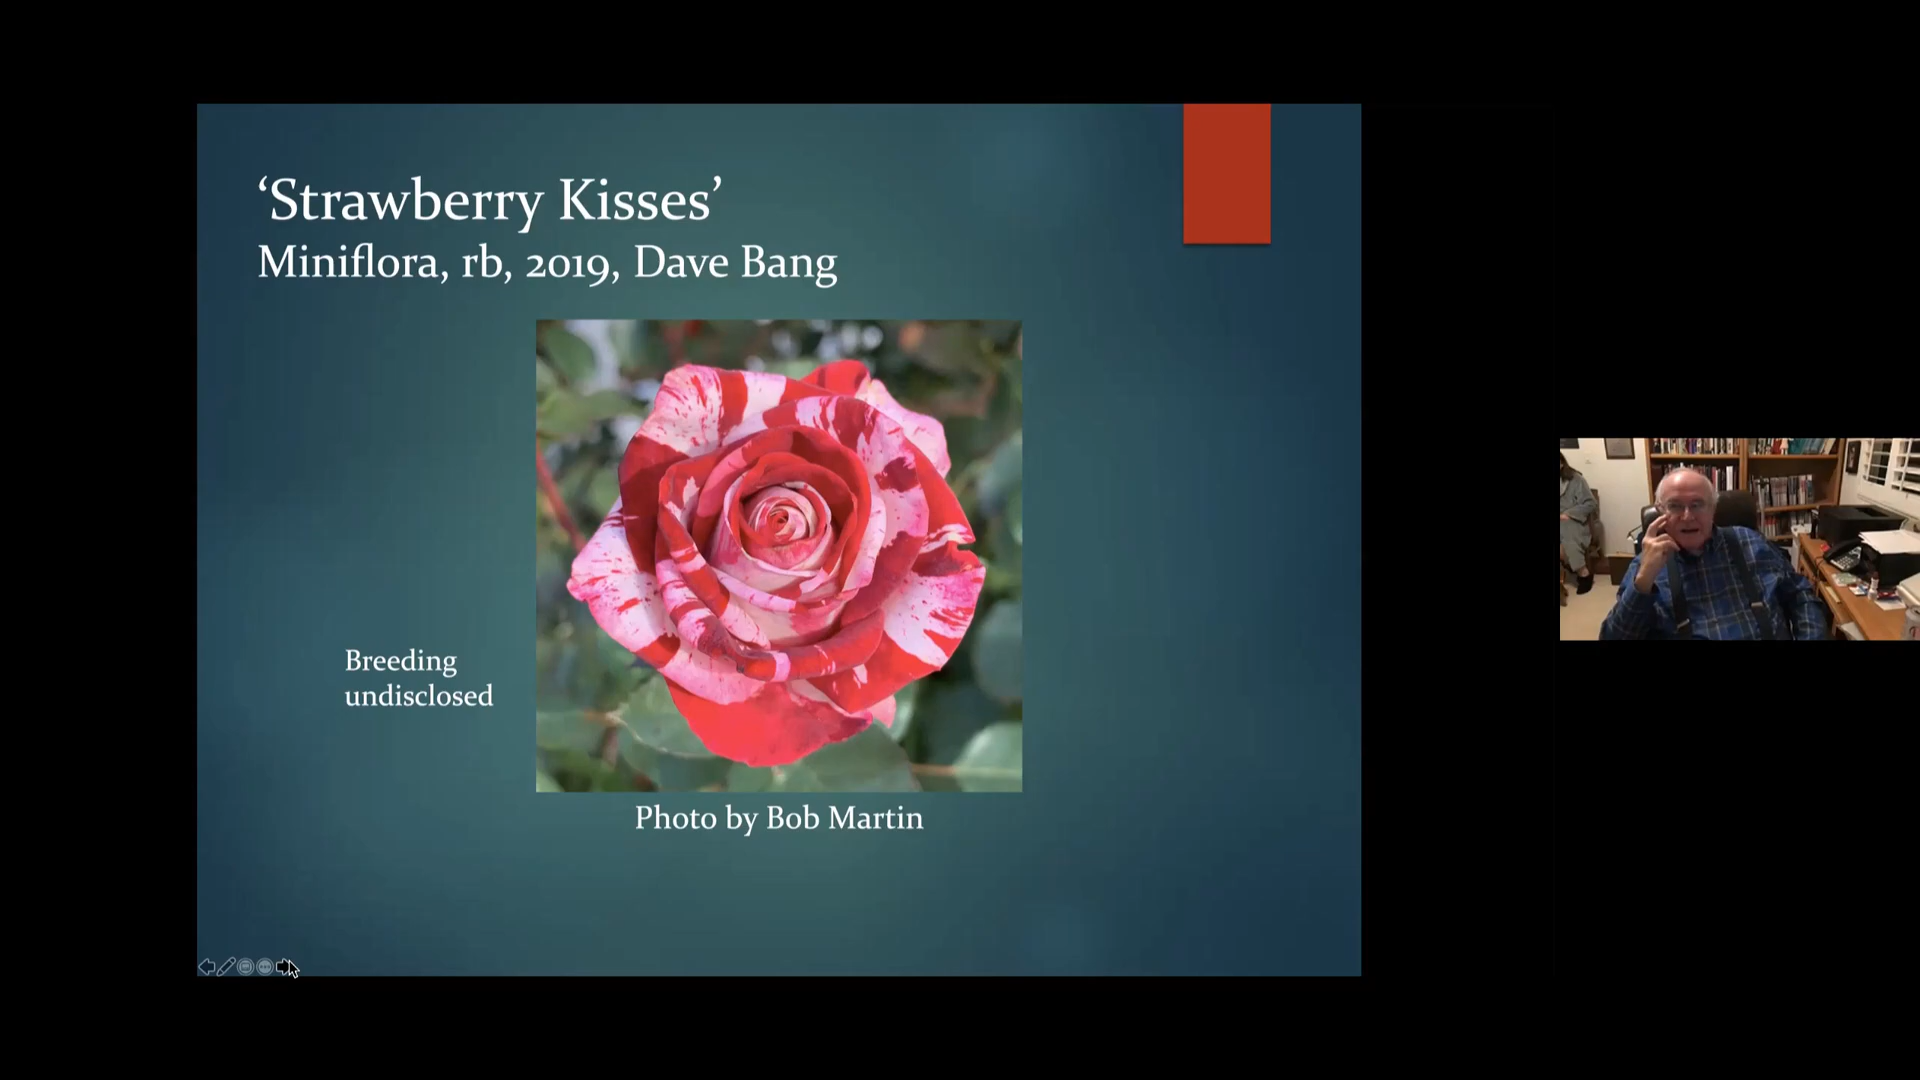 ‘Strawberry Kisses’
Miniflora, rb, 2019, Dave Bang
Breeding
undisclosed
Photo by Bob Martin